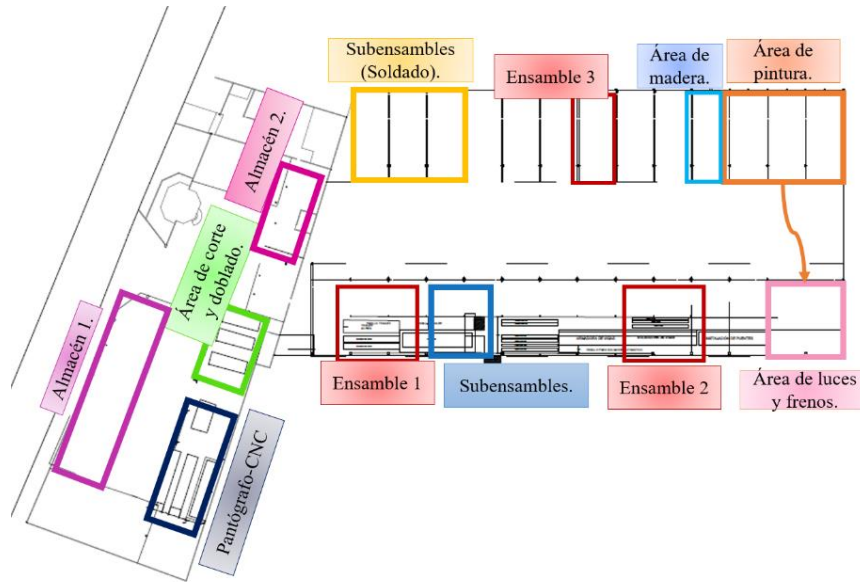 Subensambles
(Soldado).
Ensamble 3
Área de
madera.
Área de
pintura.
Almacén 2.
Área de corte
y doblado.
Almacén 1.
Pantógrafo-CNC
Ensamble 1
Subensambles.
Ensamble 2
Área de luces
y frenos.